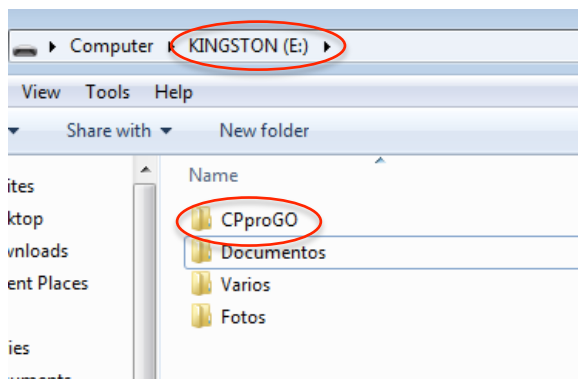 Computer KINGSTON (E:)
View Tools Help
Share with New folder
Name
ites
CPproGO
ktop
Documentos
wnloads
Varios
ent Places
Fotos
ies